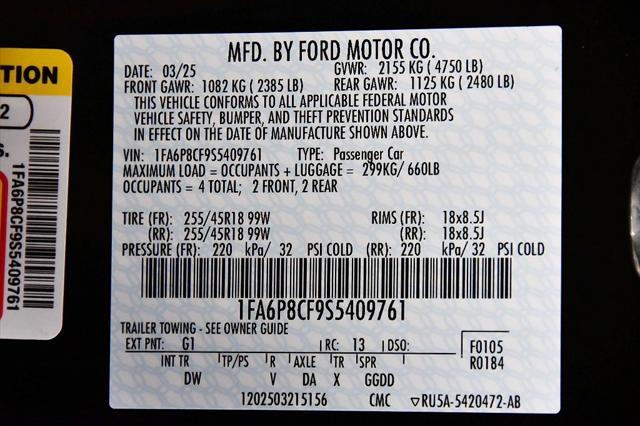 TION
2
S.
1FA6P8CF9S5409761
MFD. BY FORD MOTOR CO.
DATE: 03/25 GVWR: 2155 KG ( 4750 LB)
FRONT GAWR: 1082 KG ( 2385 LB) REAR GAWR: 1125 KG ( 2480 LB)
THIS VEHICLE CONFORMS TO ALL APPLICABLE FEDERAL MOTOR
VEHICLE SAFETY, BUMPER, AND THEFT PREVENTION STANDARDS
IN EFFECT ON THE DATE OF MANUFACTURE SHOWN ABOVE.
VIN: 1FA6P8CF9S5409761 TYPE: Passenger Car
MAXIMUM LOAD = OCCUPANTS + LUGGAGE = 299KG/ 660LB
OCCUPANTS = 4 TOTAL; 2 FRONT, 2 REAR
TIRE (FR): 255/45R18 99W RIMS (FR): 18x8.5J
(RR): 255/45R18 99W (RR): 18x8.5J
PRESSURE (FR): 220 kPa/ 32 PSI COLD (RR): 220 kPa/ 32 PSI COLD
1FA6P8CF9S5409761
TRAILER TOWING - SEE OWNER GUIDE
EXT PNT: G1 RC: 13 DSO: F0105
INT TR TP/PS R AXLE TR SPR R0184
DW V DA X GGDD
1202503215156 CMC ▽RU5A-5420472-AB